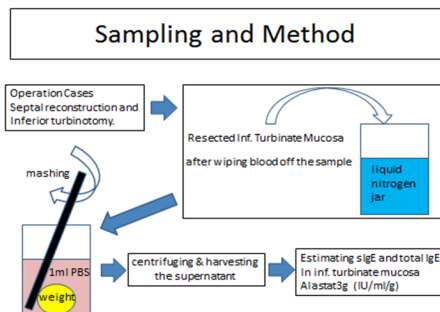 Sampling and Method
Operation Cases
Septal reconstruction and
Inferior turbinotomy.
Resected Inf. Turbinate Mucosa
after wiping blood off the sample
liquid
nitrogen
jar
mashing
1ml PBS
weight
centrifuging & harvesting
the supernatant
Estimating sIgE and total IgE
In inf. turbinate mucosa
Alastat3g (IU/ml/g)